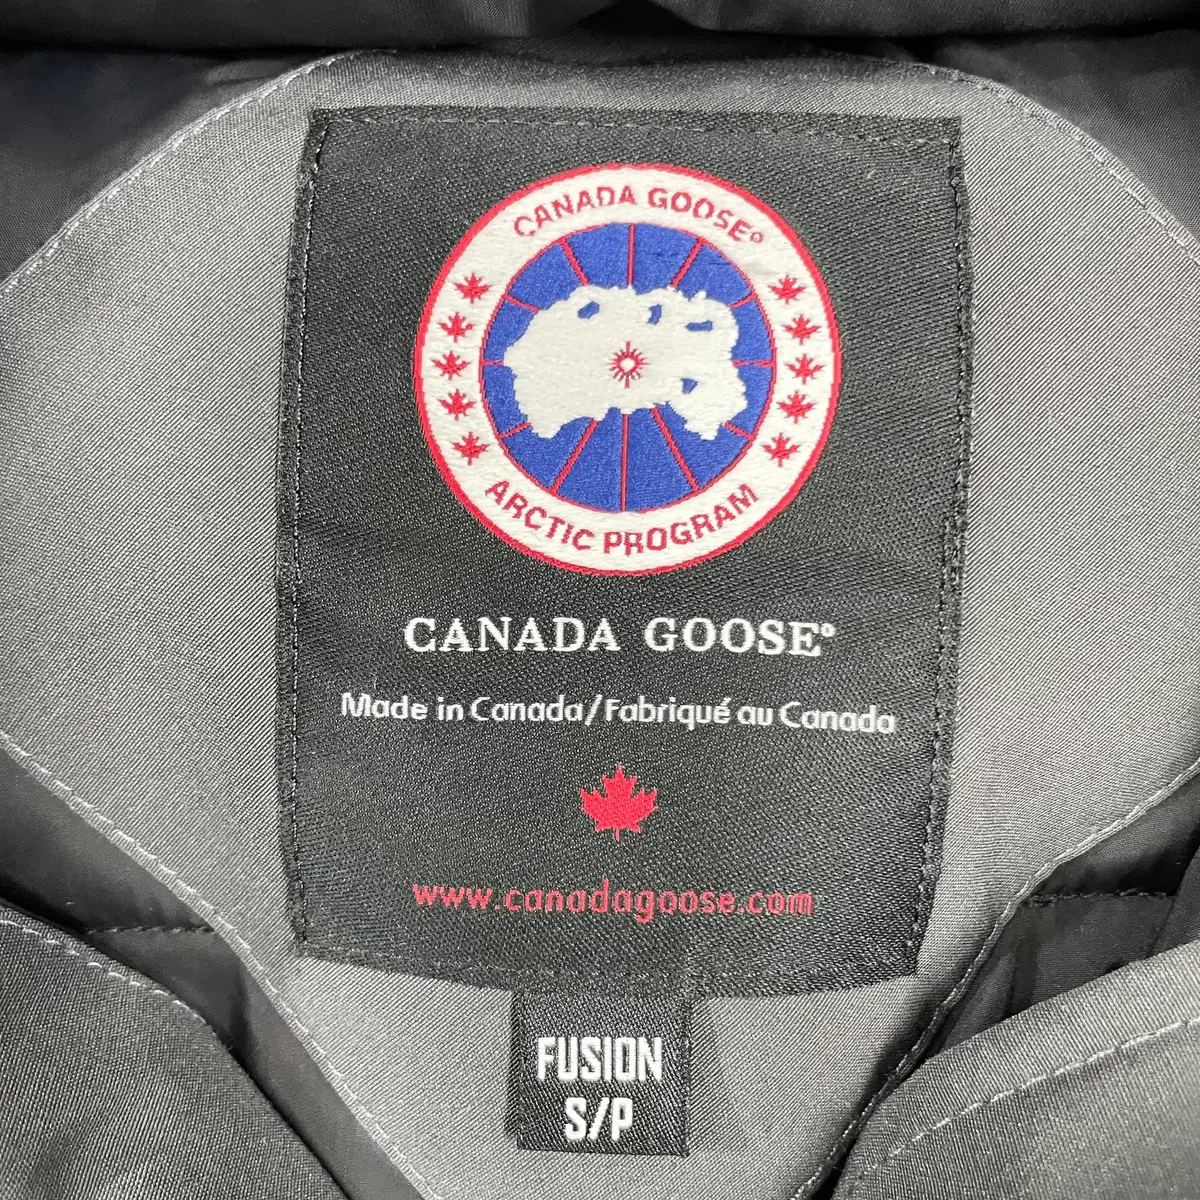 CANADA GOOSE®
ARCTIC PROGRAM
CANADA GOOSE®
Made in Canada/Fabriqué au Canada
www.canadagoose.com
FUSION
S/P